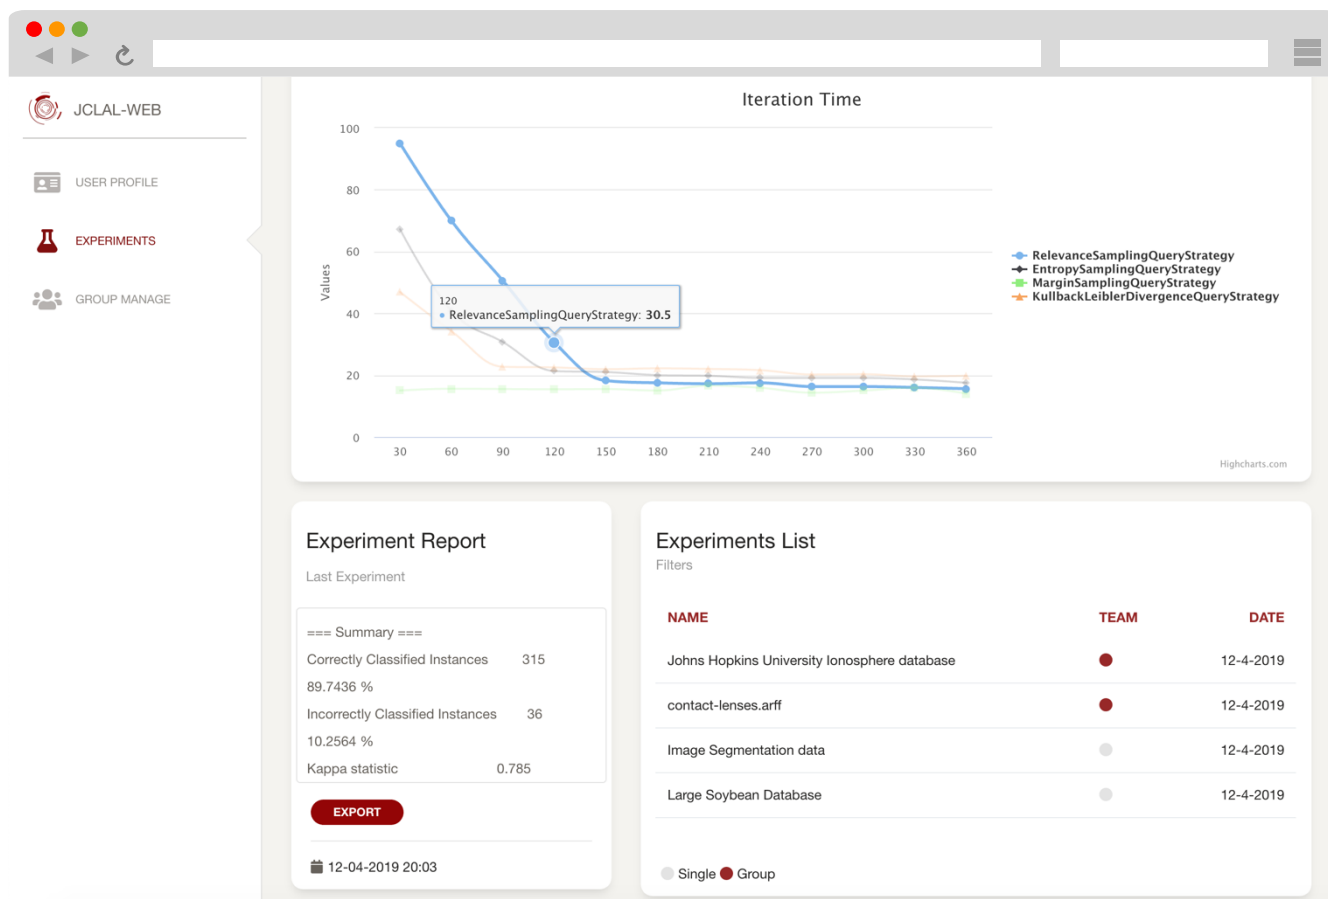 JCLAL-WEB
USER PROFILE
EXPERIMENTS
GROUP MANAGE
Iteration Time
Values
100
80
60
40
20
0
120
RelevanceSamplingQueryStrategy: 30.5
30 60 90 120 150 180 210 240 270 300 330 360
RelevanceSamplingQueryStrategy
EntropySamplingQueryStrategy
MarginSamplingQueryStrategy
KullbackLeiblerDivergenceQueryStrategy
Highcharts.com
Experiment Report
Last Experiment
=== Summary ===
Correctly Classified Instances 315
89.7436 %
Incorrectly Classified Instances 36
10.2564 %
Kappa statistic 0.785
EXPORT
12-04-2019 20:03
Experiments List
Filters
NAME TEAM DATE
Johns Hopkins University Ionosphere database 12-4-2019
contact-lenses.arff 12-4-2019
Image Segmentation data 12-4-2019
Large Soybean Database 12-4-2019
Single Group